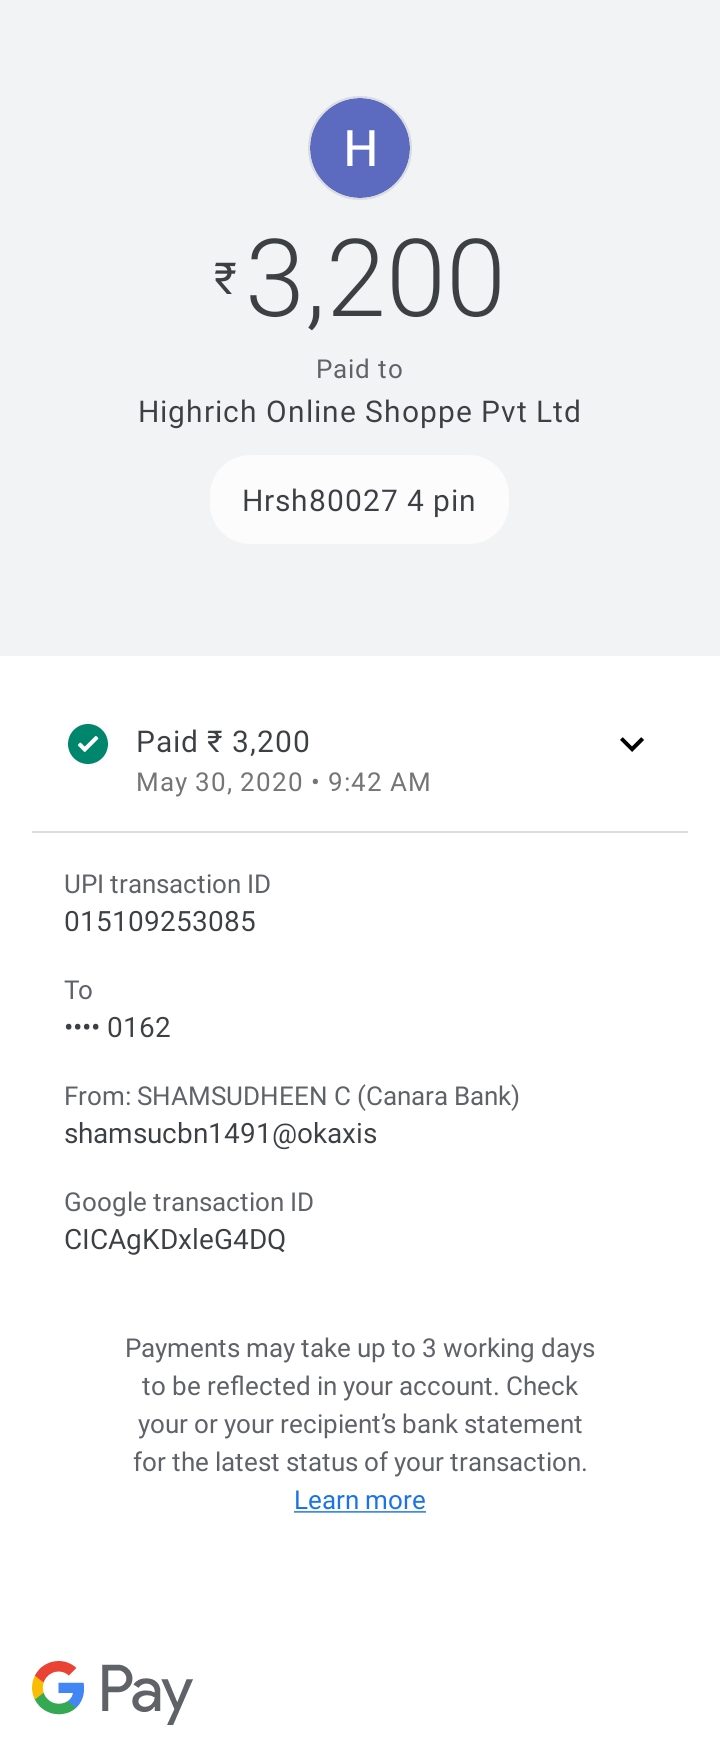 H
₹3,200
Paid to
Highrich Online Shoppe Pvt Ltd
Hrsh80027 4 pin
Paid ₹ 3,200
May 30, 2020 • 9:42 AM
UPI transaction ID
015109253085
To
•••• 0162
From: SHAMSUDHEEN C (Canara Bank)
shamsucbn1491@okaxis
Google transaction ID
CICAgKDxleG4DQ
Payments may take up to 3 working days
to be reflected in your account. Check
your or your recipient's bank statement
for the latest status of your transaction.
Learn more
G Pay